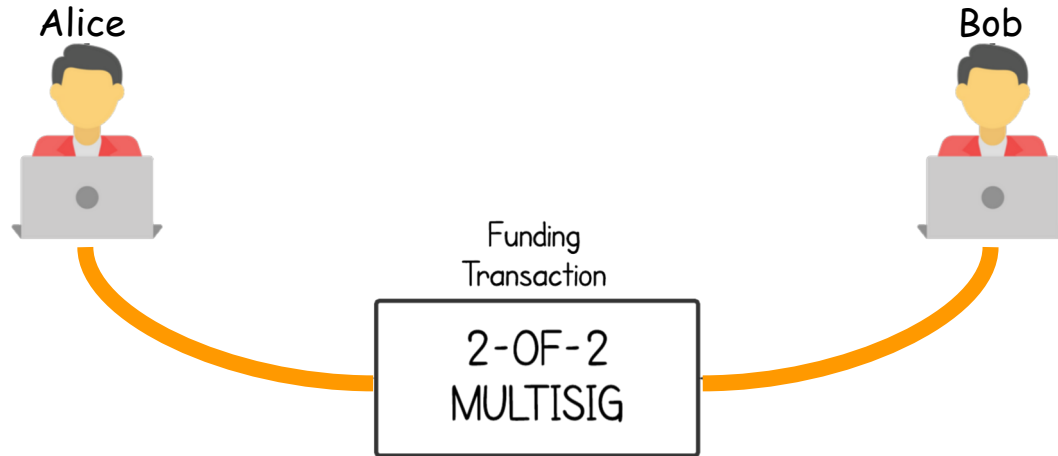 Alice
Bob
Funding
Transaction
2-OF-2
MULTISIG